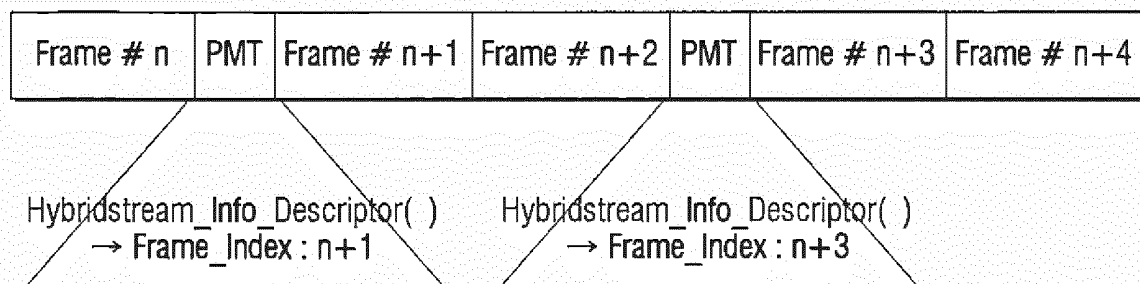 Frame # n PMT Frame # n+1 Frame # n+2 PMT Frame # n+3 Frame # n+4
Hybridstream_Info_Descriptor( ) Hybridstream_Info_Descriptor( )
→ Frame_Index : n+1 → Frame_Index : n+3